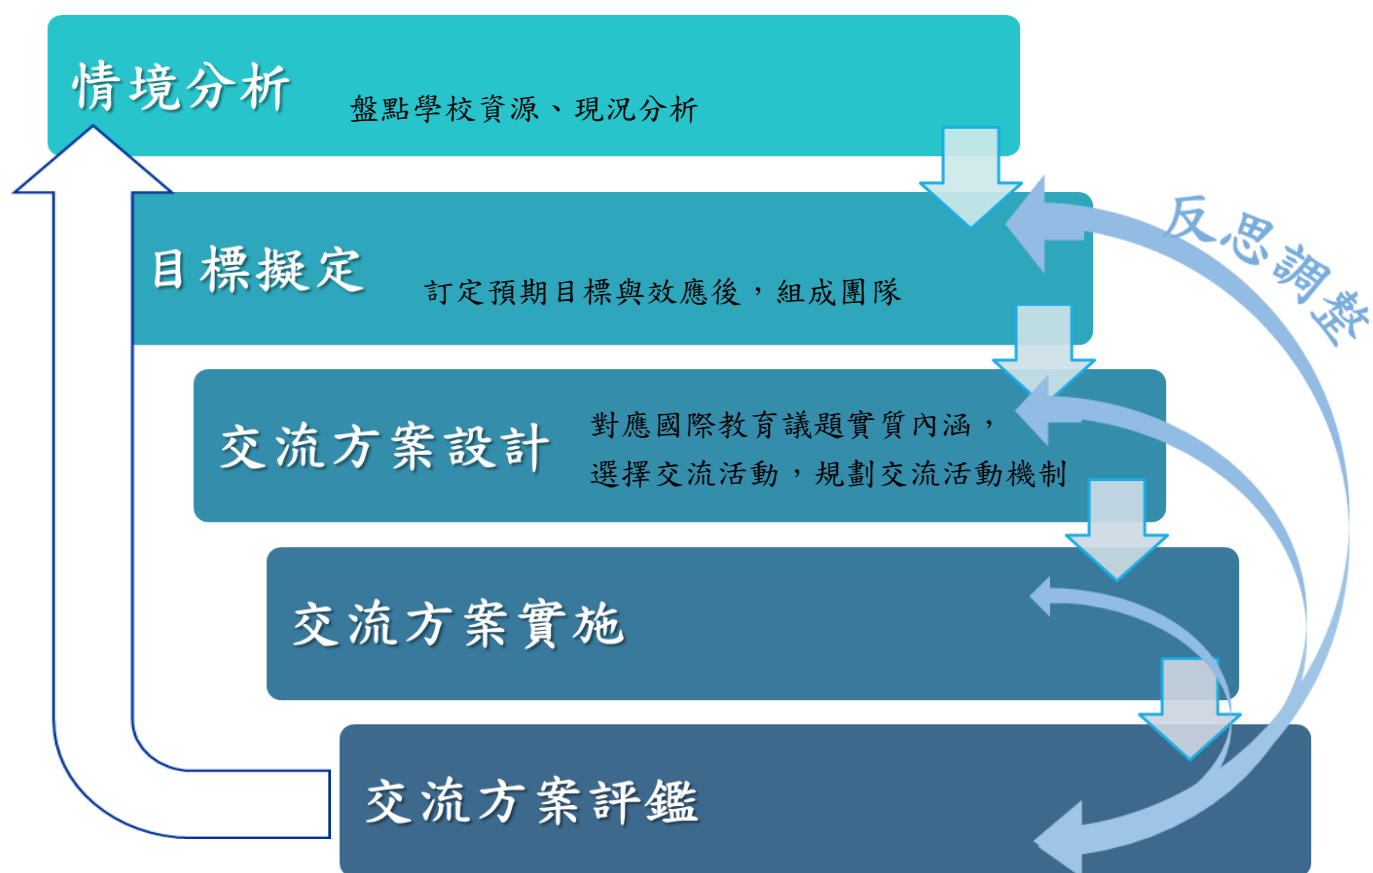 情境分析
盤點學校資源、現況分析
目標擬定
訂定預期目標與效應後，組成團隊
反思調整
交流方案設計
對應國際教育議題實質內涵，
選擇交流活動，規劃交流活動機制
交流方案實施
交流方案評鑑